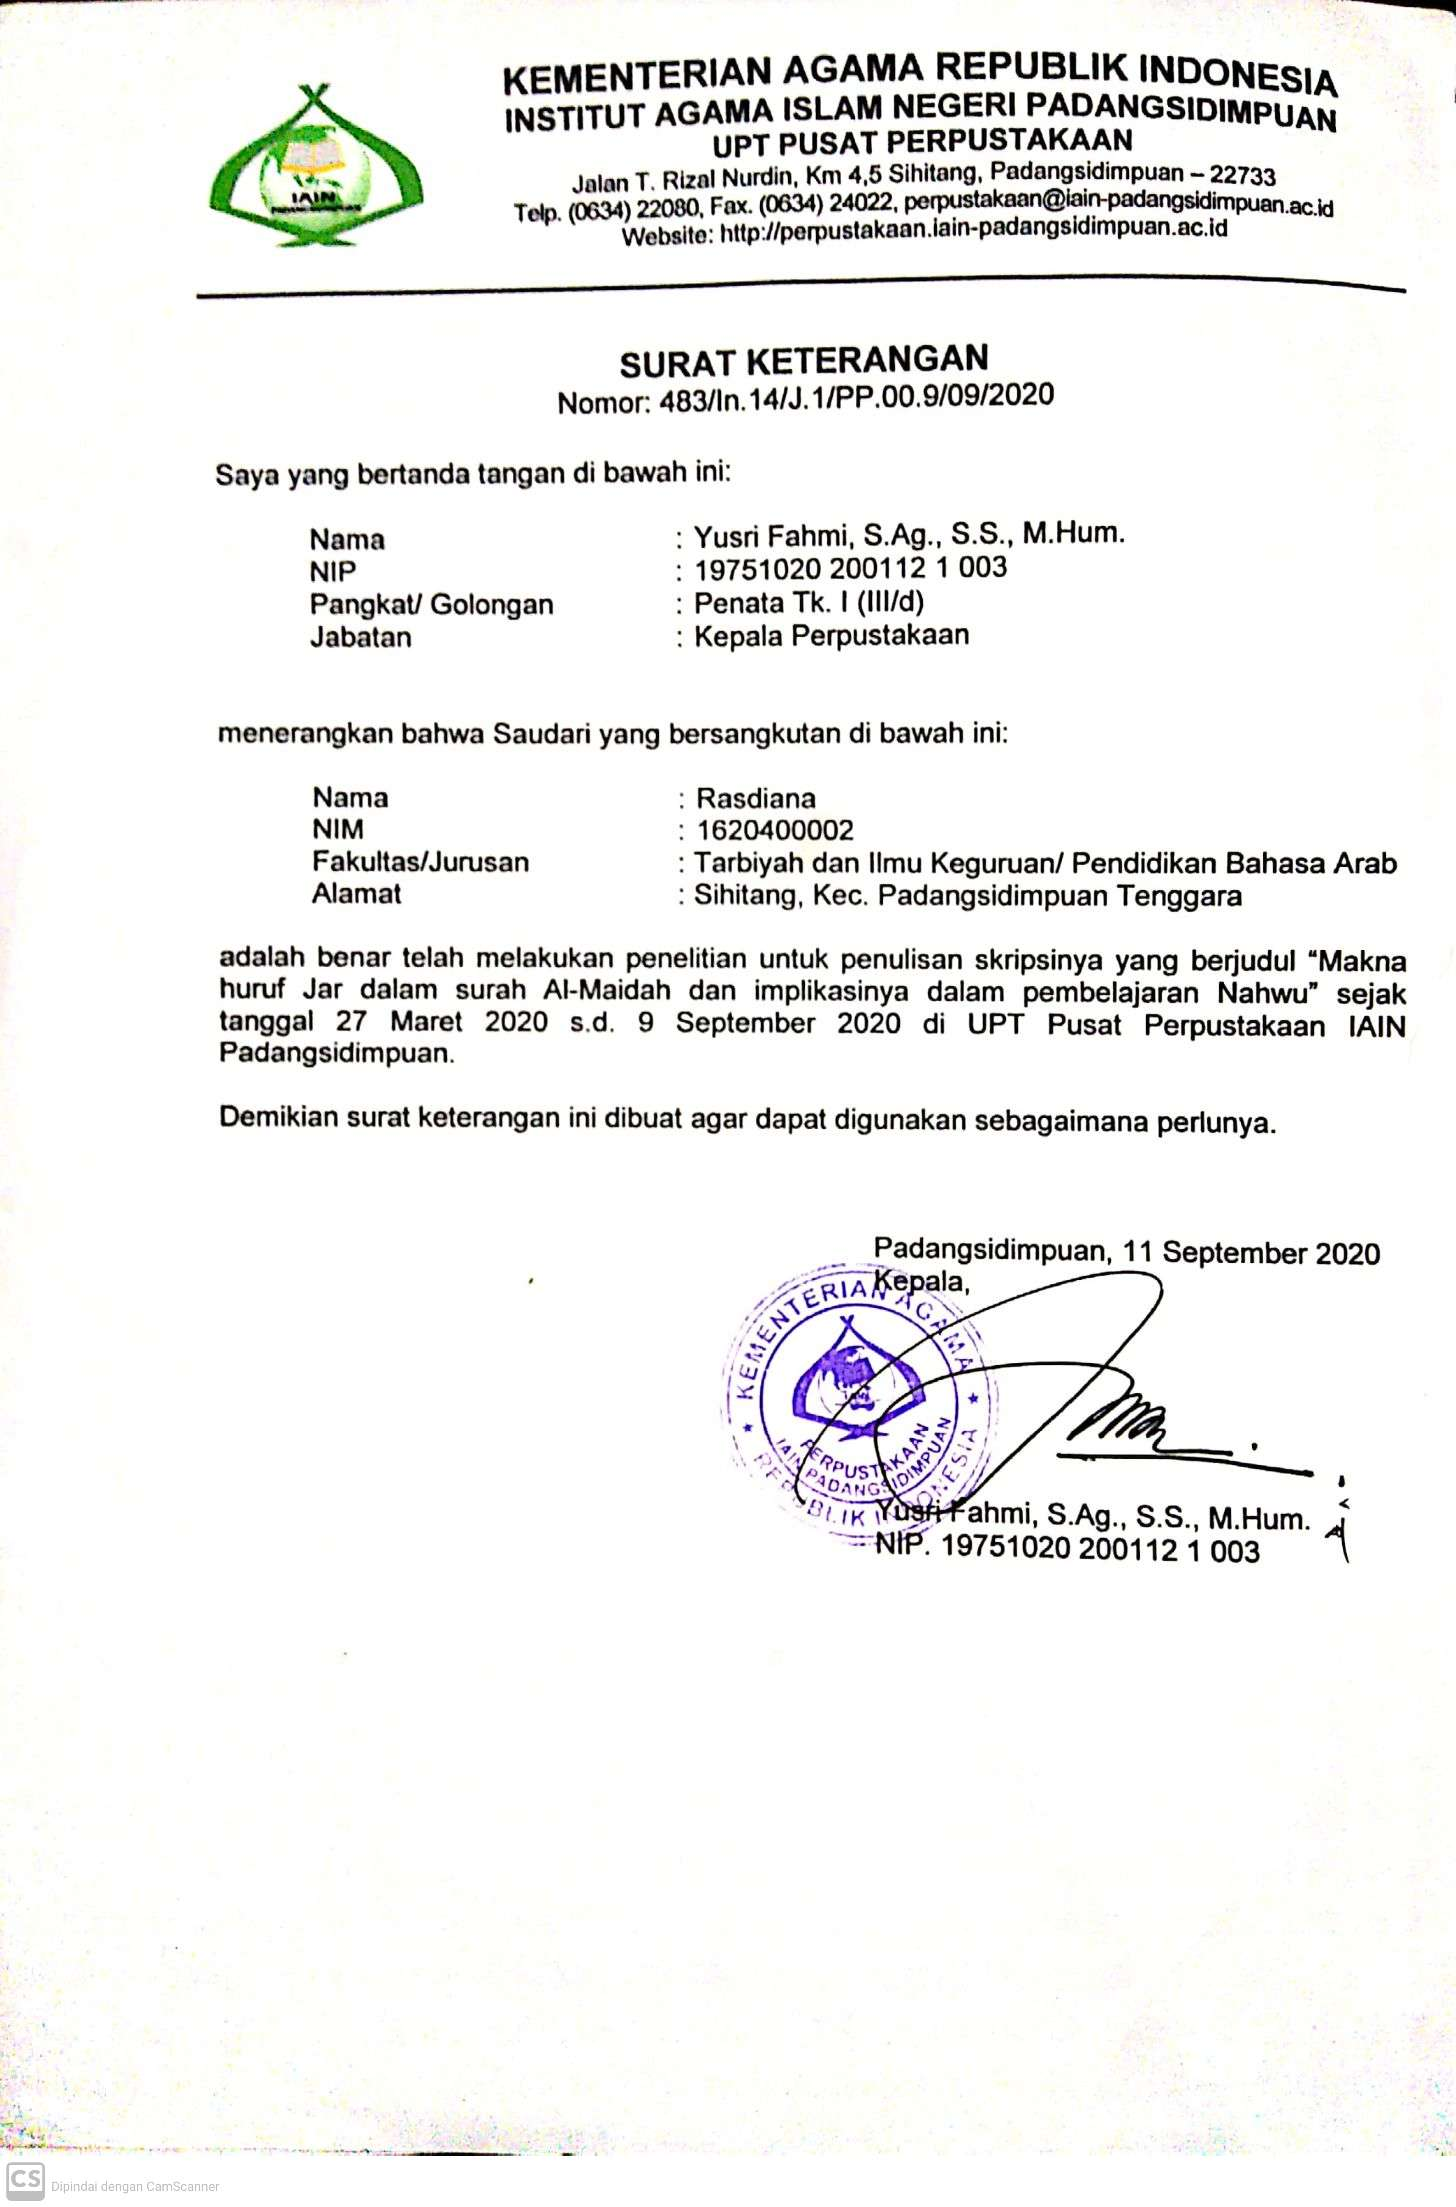 KEMENTERIAN AGAMA REPUBLIK INDONESIA
INSTITUT AGAMA ISLAM NEGERI PADANGSIDIMPUAN
UPT PUSAT PERPUSTAKAAN
Jalan T. Rizal Nurdin, Km 4,5 Sihitang, Padangsidimpuan – 22733
Telp. (0634) 22080, Fax. (0634) 24022, perpustakaan@iain-padangsidimpuan.ac.id
Website: http://perpustakaan.iain-padangsidimpuan.ac.id
IAIN
SURAT KETERANGAN
Nomor: 483/In.14/J.1/PP.00.9/09/2020
Saya yang bertanda tangan di bawah ini:
Nama : Yusri Fahmi, S.Ag., S.S., M.Hum.
NIP : 19751020 200112 1 003
Pangkat/ Golongan : Penata Tk. I (III/d)
Jabatan : Kepala Perpustakaan
menerangkan bahwa Saudari yang bersangkutan di bawah ini:
Nama : Rasdiana
NIM : 1620400002
Fakultas/Jurusan : Tarbiyah dan Ilmu Keguruan/ Pendidikan Bahasa Arab
Alamat : Sihitang, Kec. Padangsidimpuan Tenggara
adalah benar telah melakukan penelitian untuk penulisan skripsinya yang berjudul “Makna
huruf Jar dalam surah Al-Maidah dan implikasinya dalam pembelajaran Nahwu” sejak
tanggal 27 Maret 2020 s.d. 9 September 2020 di UPT Pusat Perpustakaan IAIN
Padangsidimpuan.
Demikian surat keterangan ini dibuat agar dapat digunakan sebagaimana perlunya.
Padangsidimpuan, 11 September 2020
Kepala,
KEMENTERIAN AGAMA
REPUBLIK INDONESIA
PERPUSTAKAAN
IAIN PADANGSIDIMPUAN
Yusri Fahmi, S.Ag., S.S., M.Hum.
NIP. 19751020 200112 1 003
CS Dipindai dengan CamScanner